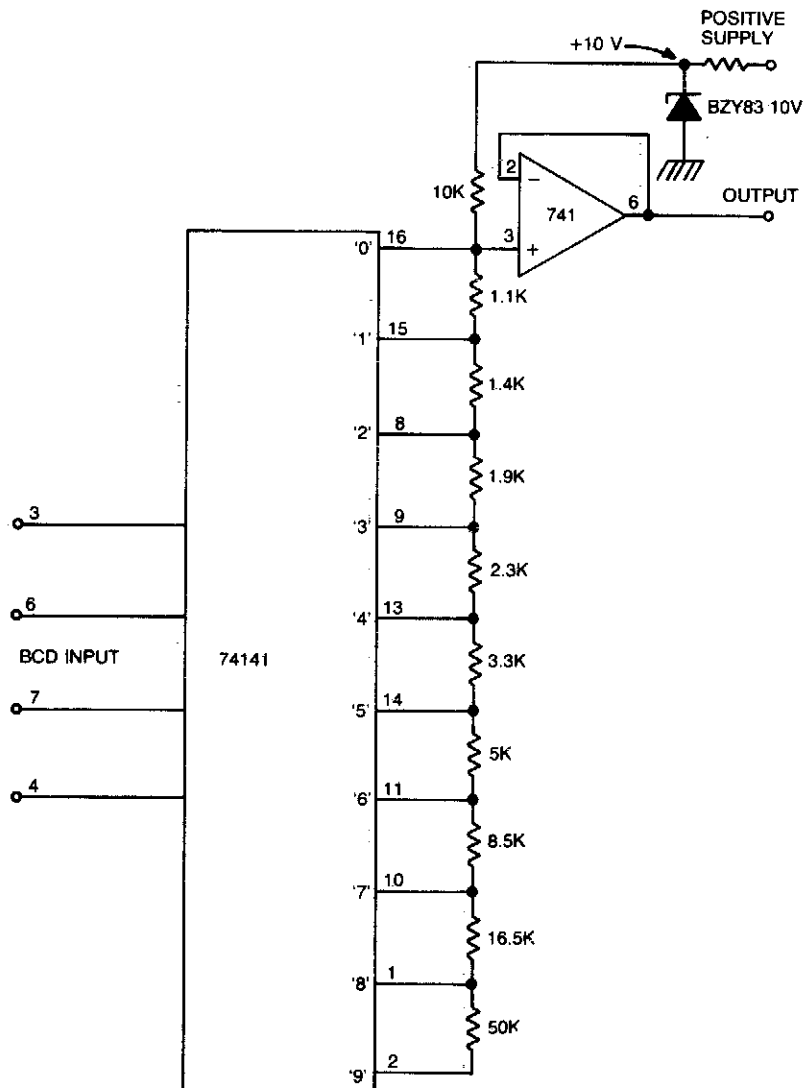 POSITIVE
SUPPLY
+10 V
BZY83 10V
2
−
10K
741
6
OUTPUT
3
+
'0'
16
1.1K
'1'
15
1.4K
'2'
8
1.9K
3
'3'
9
2.3K
6
'4'
13
BCD INPUT
74141
3.3K
7
'5'
14
5K
4
'6'
11
8.5K
'7'
10
16.5K
'8'
1
50K
'9'
2